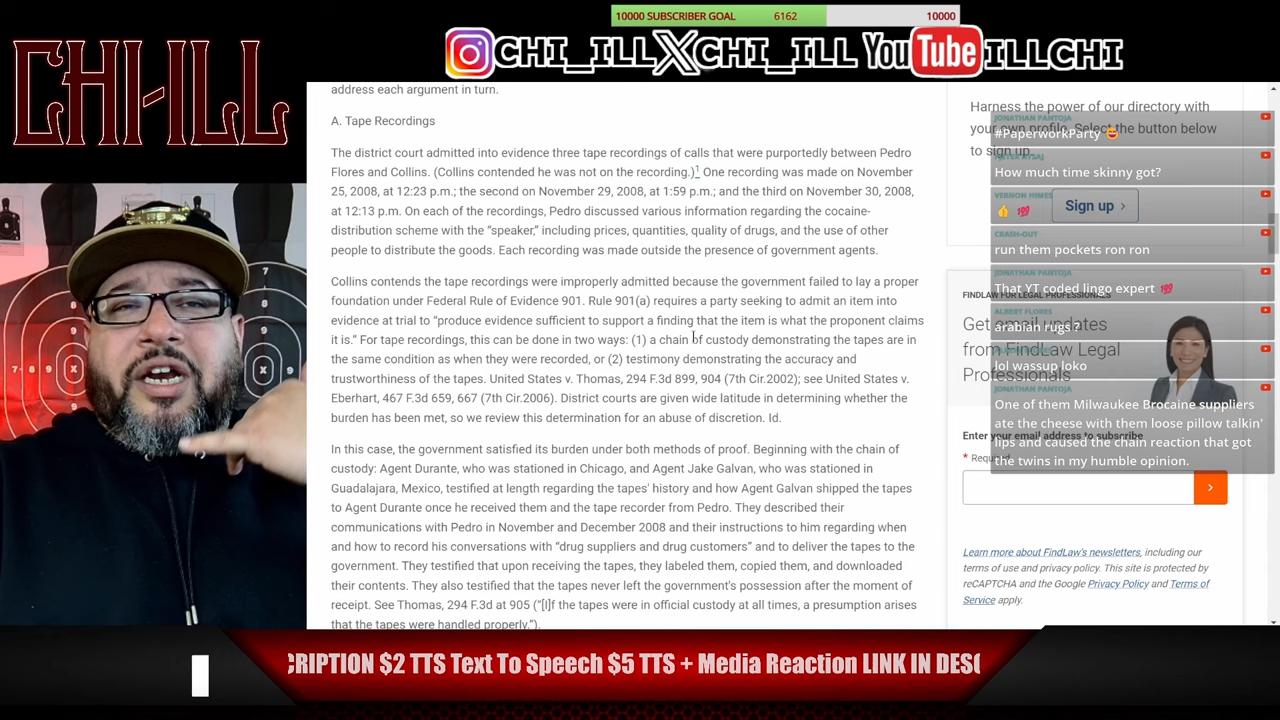 10000 SUBSCRIBER GOAL 6162 10000
CHI-ILL
CHI_ILL XCHI_ILL YouTube ILLCHI
address each argument in turn.
A. Tape Recordings
The district court admitted into evidence three tape recordings of calls that were purportedly between Pedro
Flores and Collins. (Collins contended he was not on the recording.)1 One recording was made on November
25, 2008, at 12:23 p.m.; the second on November 29, 2008, at 1:59 p.m.; and the third on November 30, 2008,
at 12:13 p.m. On each of the recordings, Pedro discussed various information regarding the cocaine-
distribution scheme with the “speaker,” including prices, quantities, quality of drugs, and the use of other
people to distribute the goods. Each recording was made outside the presence of government agents.
Collins contends the tape recordings were improperly admitted because the government failed to lay a proper
foundation under Federal Rule of Evidence 901. Rule 901(a) requires a party seeking to admit an item into
evidence at trial to “produce evidence sufficient to support a finding that the item is what the proponent claims
it is.” For tape recordings, this can be done in two ways: (1) a chain of custody demonstrating the tapes are in
the same condition as when they were recorded, or (2) testimony demonstrating the accuracy and
trustworthiness of the tapes. United States v. Thomas, 294 F.3d 899, 904 (7th Cir.2002); see United States v.
Eberhart, 467 F.3d 659, 667 (7th Cir.2006). District courts are given wide latitude in determining whether the
burden has been met, so we review this determination for an abuse of discretion. Id.
In this case, the government satisfied its burden under both methods of proof. Beginning with the chain of
custody: Agent Durante, who was stationed in Chicago, and Agent Jake Galvan, who was stationed in
Guadalajara, Mexico, testified at length regarding the tapes' history and how Agent Galvan shipped the tapes
to Agent Durante once he received them and the tape recorder from Pedro. They described their
communications with Pedro in November and December 2008 and their instructions to him regarding when
and how to record his conversations with “drug suppliers and drug customers” and to deliver the tapes to the
government. They testified that upon receiving the tapes, they labeled them, copied them, and downloaded
their contents. They also testified that the tapes never left the government's possession after the moment of
receipt. See Thomas, 294 F.3d at 905 (“[I]f the tapes were in official custody at all times, a presumption arises
that the tapes were handled properly.”).
Harness the power of our directory with
your own profile. Select the button below
to sign up.
Sign up
FINDLAW FOR LEGAL PROFESSIONALS
Get email updates
from FindLaw Legal
Professionals
Enter your email address to subscribe
* Required
Learn more about FindLaw's newsletters, including our
terms of use and privacy policy. This site is protected by
reCAPTCHA and the Google Privacy Policy and Terms of
Service apply.
JONATHAN PANTOJA
#PaperworkParty
How much time skinny got?
VERNON HIMES
💯
CRASH-OUT
run them pockets ron ron
JONATHAN PANTOJA
That YT coded lingo expert 💯
ALBERT FLORES
arabian rugs ?
lol wassup loko
JONATHAN PANTOJA
One of them Milwaukee Brocaine suppliers
ate the cheese with them loose pillow talkin'
lips and caused the chain reaction that got
the twins in my humble opinion.
7 8 9 X
7 8 9 X
CRIPTION $2 TTS Text To Speech $5 TTS + Media Reaction LINK IN DESC